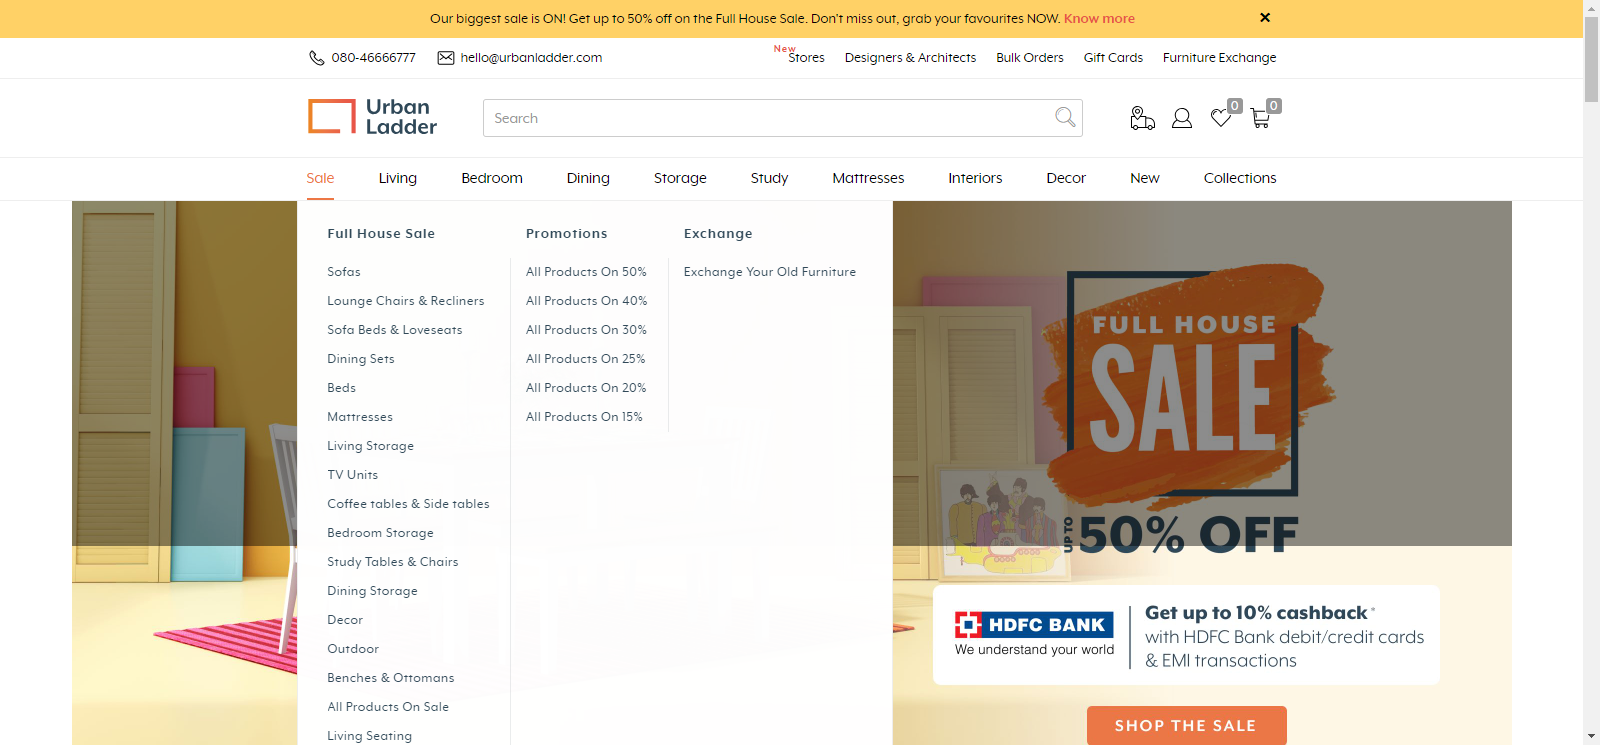 Our biggest sale is ON! Get up to 50% off on the Full House Sale. Don't miss out, grab your favourites NOW. Know more
080-46666777
hello@urbanladder.com
New
Stores
Designers & Architects
Bulk Orders
Gift Cards
Furniture Exchange
Urban
Ladder
Search
0
0
Sale
Living
Bedroom
Dining
Storage
Study
Mattresses
Interiors
Decor
New
Collections
Full House Sale
Sofas
Lounge Chairs & Recliners
Sofa Beds & Loveseats
Dining Sets
Beds
Mattresses
Living Storage
TV Units
Coffee tables & Side tables
Bedroom Storage
Study Tables & Chairs
Dining Storage
Decor
Outdoor
Benches & Ottomans
All Products On Sale
Living Seating
Promotions
All Products On 50%
All Products On 40%
All Products On 30%
All Products On 25%
All Products On 20%
All Products On 15%
Exchange
Exchange Your Old Furniture
FULL HOUSE
SALE
UP TO
50% OFF
HDFC BANK
We understand your world
Get up to 10% cashback*
with HDFC Bank debit/credit cards
& EMI transactions
SHOP THE SALE